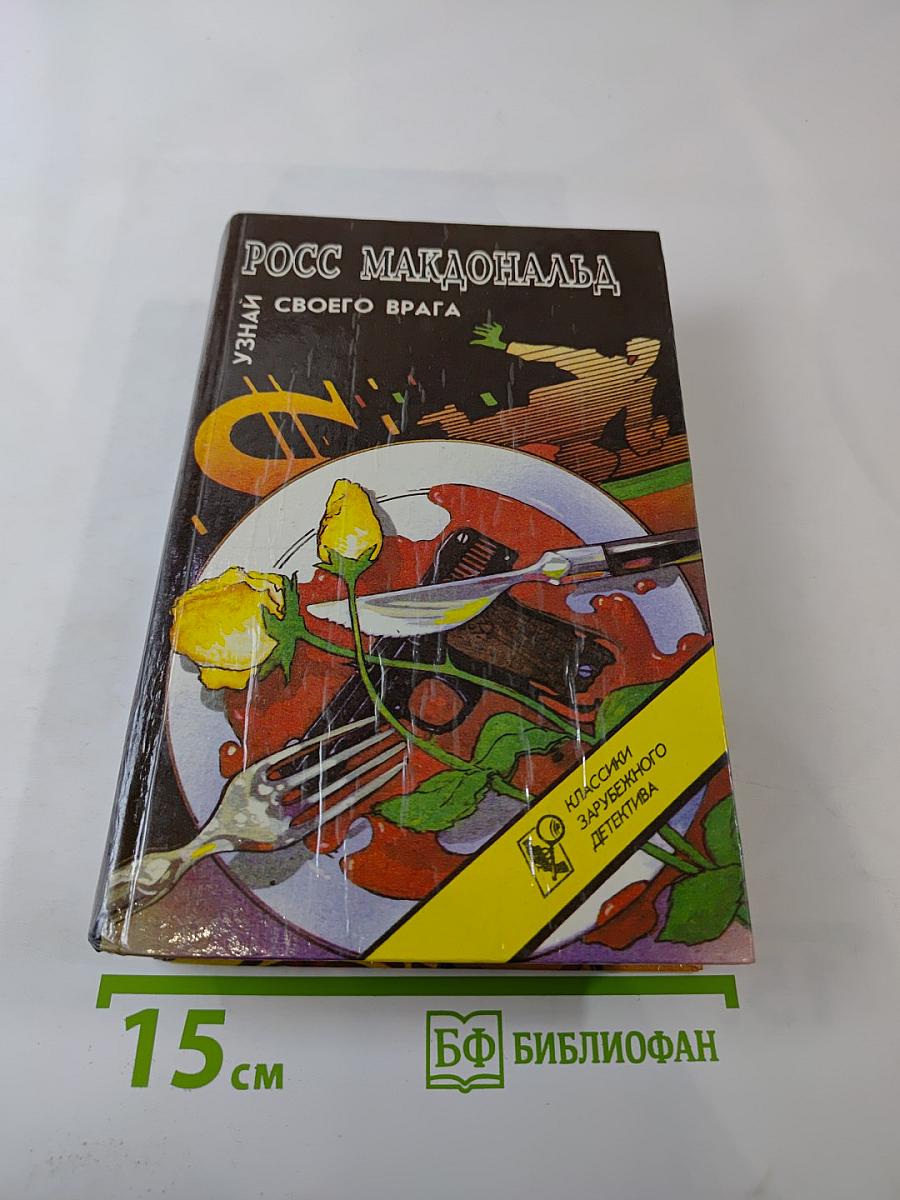 РОСС МАКДОНАЛЬД
УЗНАЙ
СВОЕГО ВРАГА
КЛАССИКИ
ЗАРУБЕЖНОГО
ДЕТЕКТИВА
15 см
БФ БИБЛИОФАН